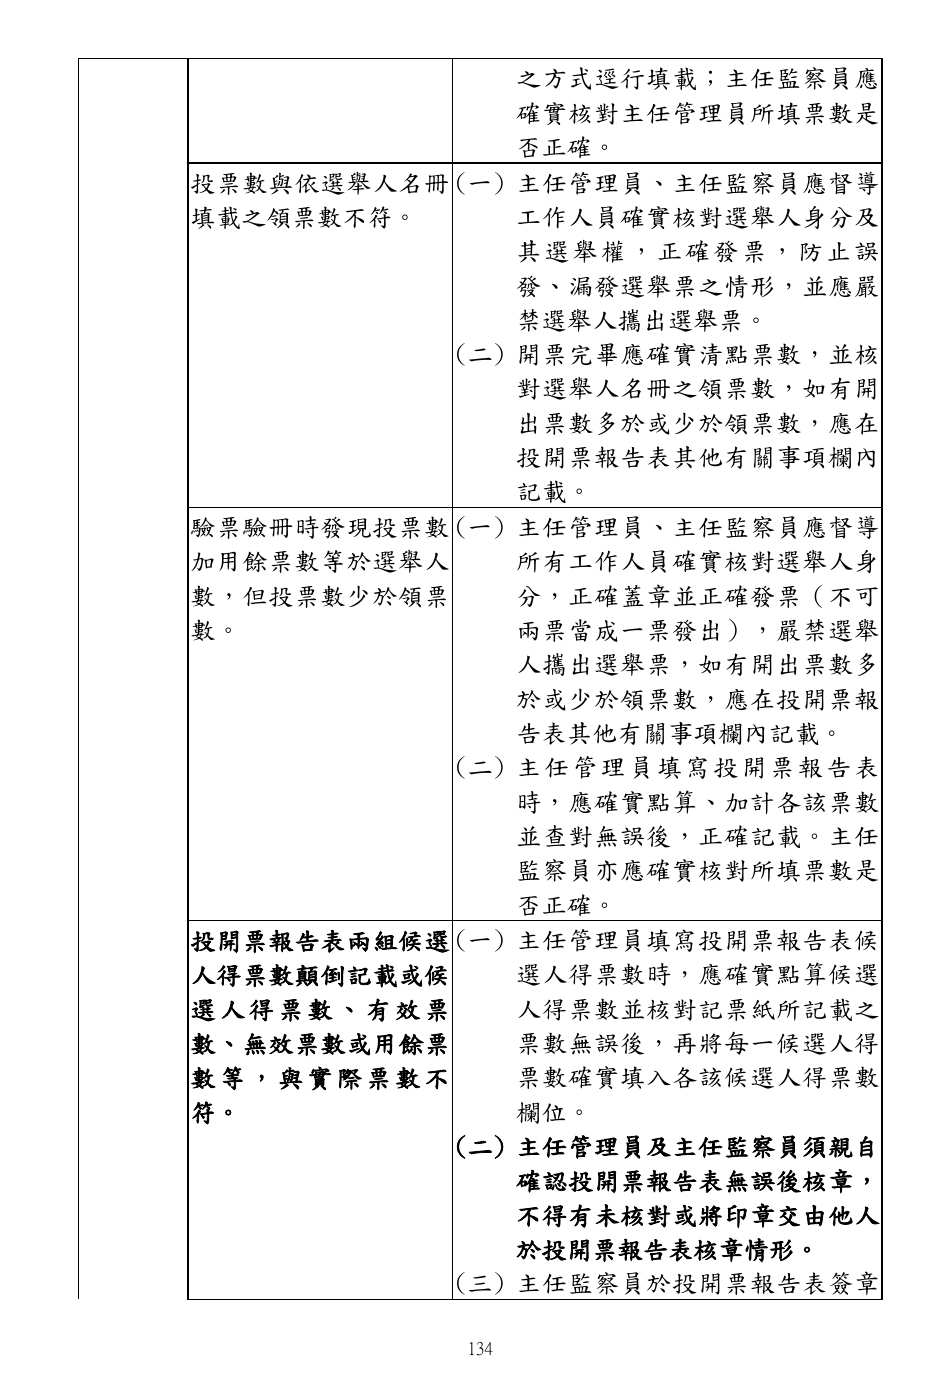 之方式逕行填載；主任監察員應
確實核對主任管理員所填票數是
否正確。
投票數與依選舉人名冊
填載之領票數不符。
（一）主任管理員、主任監察員應督導
工作人員確實核對選舉人身分及
其選舉權，正確發票，防止誤
發、漏發選舉票之情形，並應嚴
禁選舉人攜出選舉票。
（二）開票完畢應確實清點票數，並核
對選舉人名冊之領票數，如有開
出票數多於或少於領票數，應在
投開票報告表其他有關事項欄內
記載。
驗票驗冊時發現投票數
加用餘票數等於選舉人
數，但投票數少於領票
數。
（一）主任管理員、主任監察員應督導
所有工作人員確實核對選舉人身
分，正確蓋章並正確發票（不可
兩票當成一票發出），嚴禁選舉
人攜出選舉票，如有開出票數多
於或少於領票數，應在投開票報
告表其他有關事項欄內記載。
（二）主任管理員填寫投開票報告表
時，應確實點算、加計各該票數
並查對無誤後，正確記載。主任
監察員亦應確實核對所填票數是
否正確。
投開票報告表兩組候選
人得票數顛倒記載或候
選人得票數、有效票
數、無效票數或用餘票
數等，與實際票數不
符。
（一）主任管理員填寫投開票報告表候
選人得票數時，應確實點算候選
人得票數並核對記票紙所記載之
票數無誤後，再將每一候選人得
票數確實填入各該候選人得票數
欄位。
（二）主任管理員及主任監察員須親自
確認投開票報告表無誤後核章，
不得有未核對或將印章交由他人
於投開票報告表核章情形。
（三）主任監察員於投開票報告表簽章
134